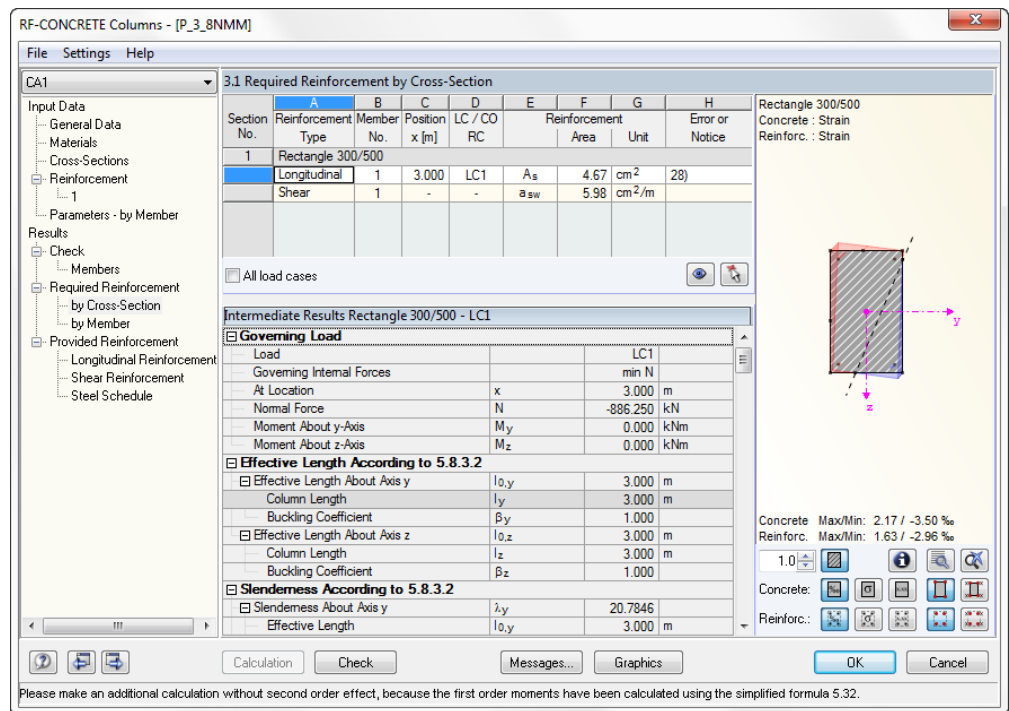 RF-CONCRETE Columns - [P_3_8NMM]
File Settings Help
CA1
Input Data
General Data
Materials
Cross-Sections
Reinforcement
1
Parameters - by Member
Results
Check
Members
Required Reinforcement
by Cross-Section
by Member
Provided Reinforcement
Longitudinal Reinforcement
Shear Reinforcement
Steel Schedule
3.1 Required Reinforcement by Cross-Section
A B C D E F G H
Section Reinforcement Member Position LC / CO Reinforcement Error or
No. Type No. x [m] RC Area Unit Notice
1 Rectangle 300/500
Longitudinal 1 3.000 LC1 As 4.67 cm2 28)
Shear 1 - - asw 5.98 cm2/m
All load cases
Intermediate Results Rectangle 300/500 - LC1
Governing Load
Load LC1
Governing Internal Forces min N
At Location x 3.000 m
Normal Force N -886.250 kN
Moment About y-Axis My 0.000 kNm
Moment About z-Axis Mz 0.000 kNm
Effective Length According to 5.8.3.2
Effective Length About Axis y l0,y 3.000 m
Column Length ly 3.000 m
Buckling Coefficient βy 1.000
Effective Length About Axis z l0,z 3.000 m
Column Length lz 3.000 m
Buckling Coefficient βz 1.000
Slenderness According to 5.8.3.2
Slenderness About Axis y λy 20.7846
Effective Length l0,y 3.000 m
Rectangle 300/500
Concrete : Strain
Reinforc. : Strain
y
z
Concrete Max/Min: 2.17 / -3.50 ‰
Reinforc. Max/Min: 1.63 / -2.96 ‰
1.0
Concrete:
Reinforc.:
Calculation Check Messages... Graphics OK Cancel
Please make an additional calculation without second order effect, because the first order moments have been calculated using the simplified formula 5.32.